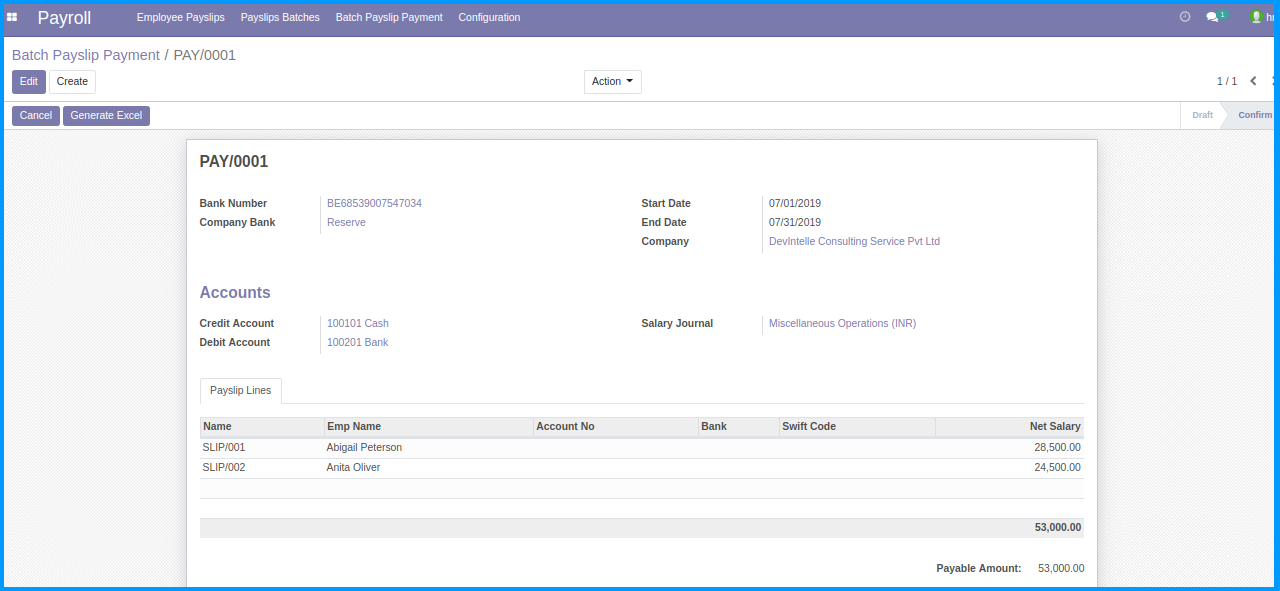 Payroll Employee Payslips Payslips Batches Batch Payslip Payment Configuration 1
Batch Payslip Payment / PAY/0001
Edit Create Action 1 / 1
Cancel Generate Excel Draft Confirm
PAY/0001
Bank Number BE68539007547034 Start Date 07/01/2019
Company Bank Reserve End Date 07/31/2019
Company DevIntelle Consulting Service Pvt Ltd
Accounts
Credit Account 100101 Cash Salary Journal Miscellaneous Operations (INR)
Debit Account 100201 Bank
Payslip Lines
Name Emp Name Account No Bank Swift Code Net Salary
SLIP/001 Abigail Peterson 28,500.00
SLIP/002 Anita Oliver 24,500.00
53,000.00
Payable Amount: 53,000.00